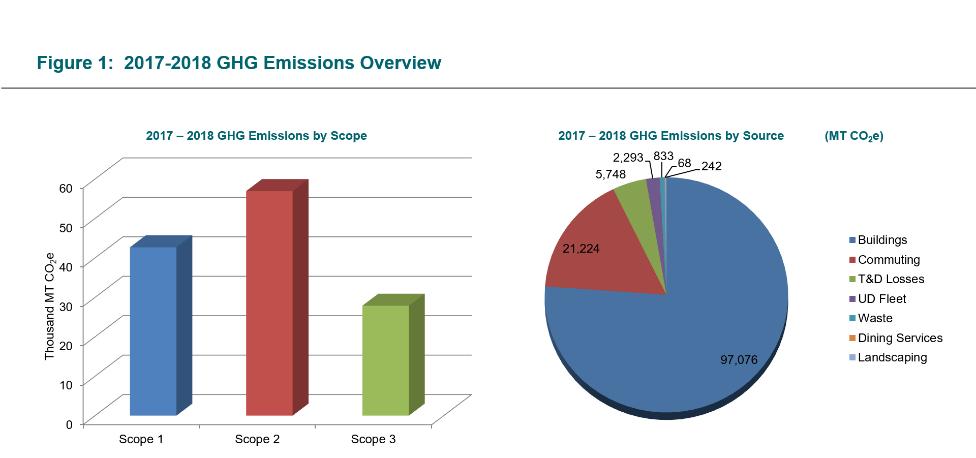 Figure 1:  2017-2018 GHG Emissions Overview
2017 – 2018 GHG Emissions by Scope
60
50
40
30
20
10
0
Thousand MT CO₂e
Scope 1
Scope 2
Scope 3
2017 – 2018 GHG Emissions by Source (MT CO₂e)
2,293
833
68
242
5,748
21,224
97,076
Buildings
Commuting
T&D Losses
UD Fleet
Waste
Dining Services
Landscaping